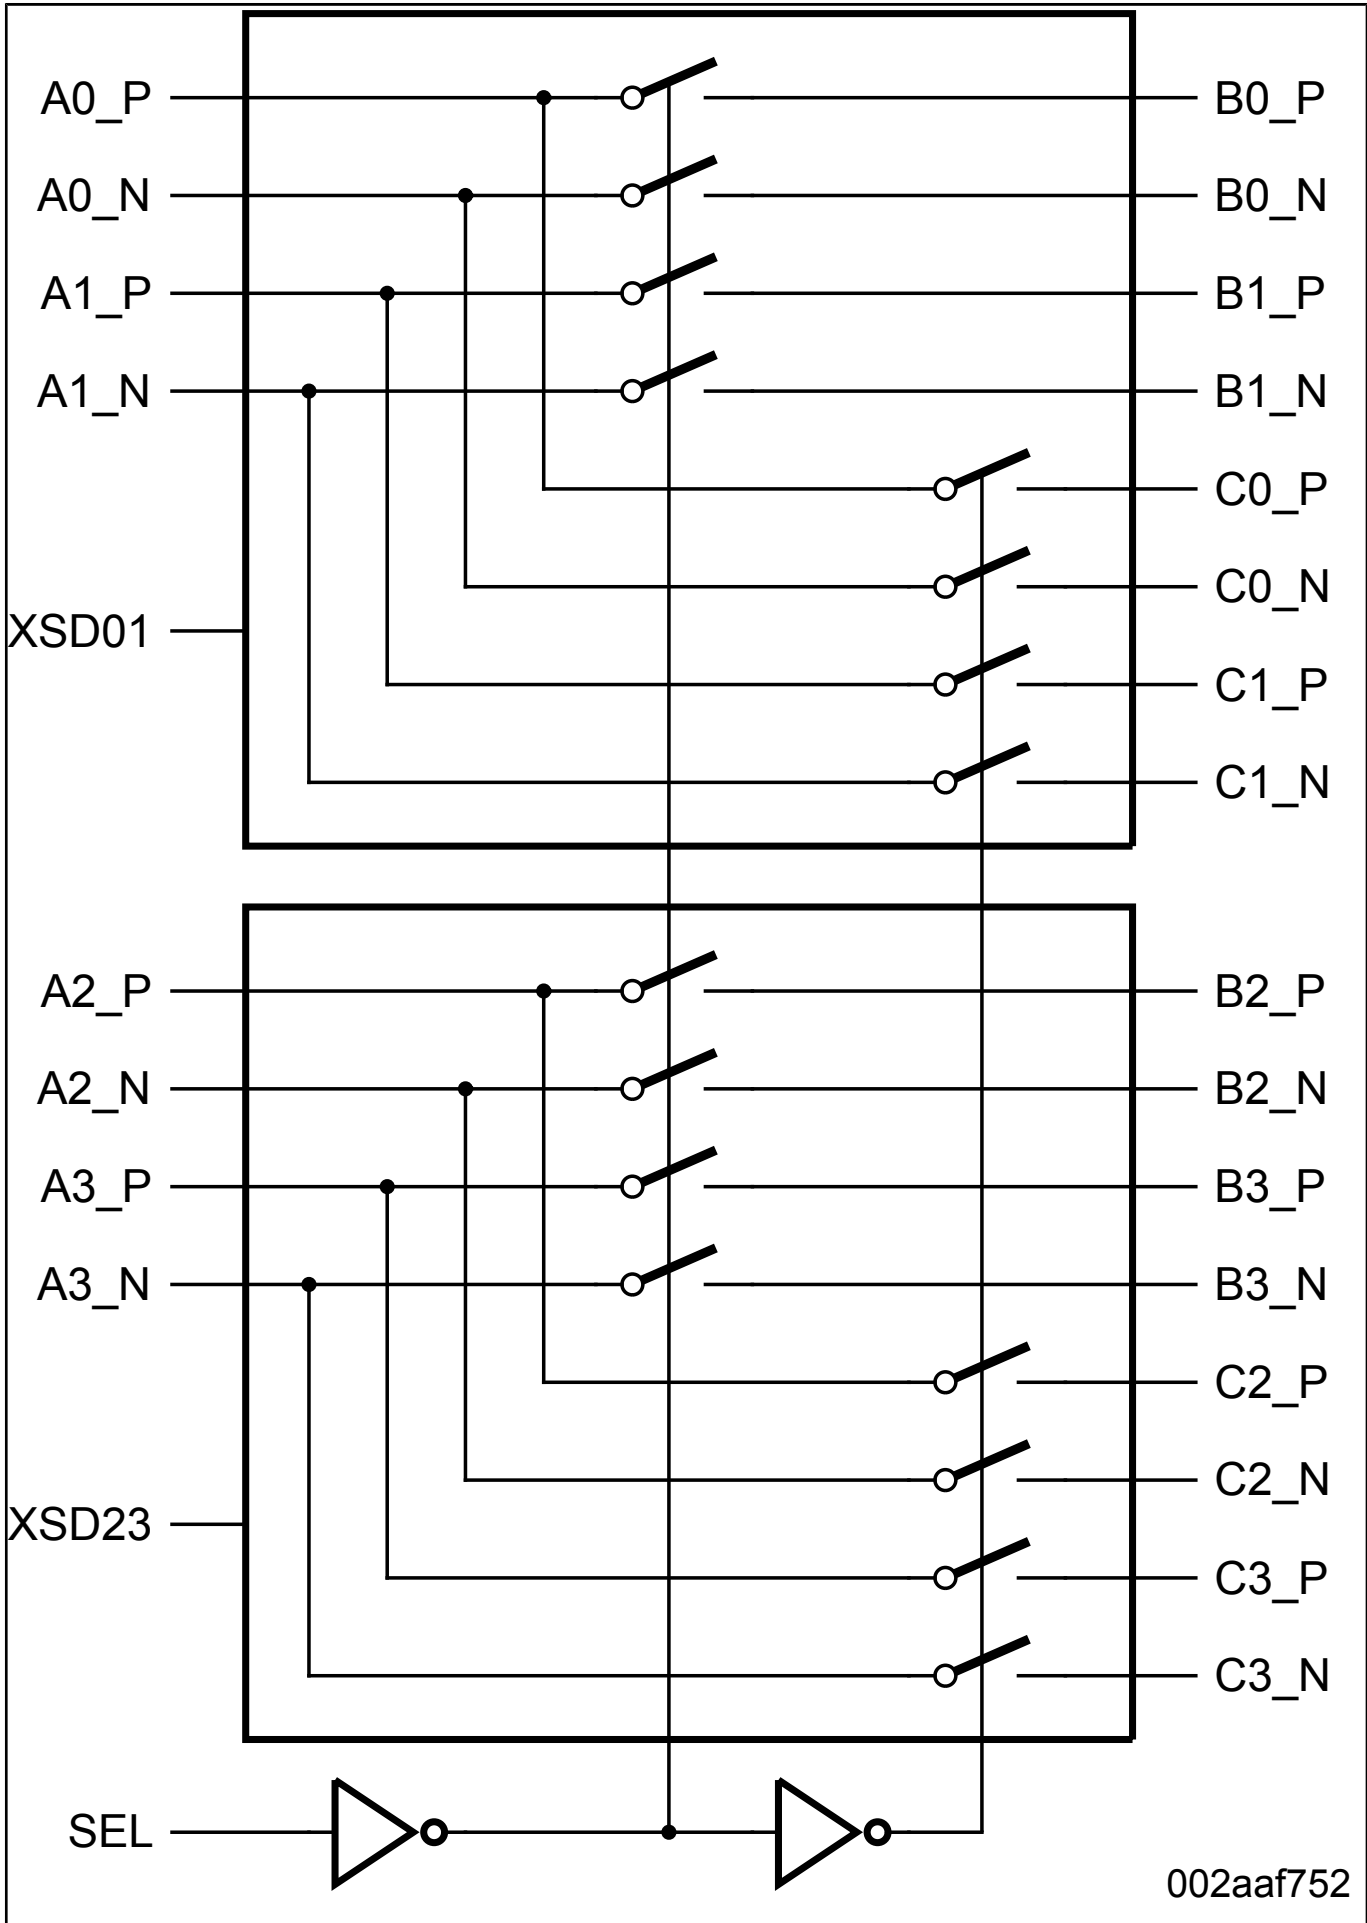 A0_P
B0_P
A0_N
B0_N
A1_P
B1_P
A1_N
B1_N
C0_P
C0_N
XSD01
C1_P
C1_N
A2_P
B2_P
A2_N
B2_N
A3_P
B3_P
A3_N
B3_N
C2_P
C2_N
XSD23
C3_P
C3_N
SEL
002aaf752